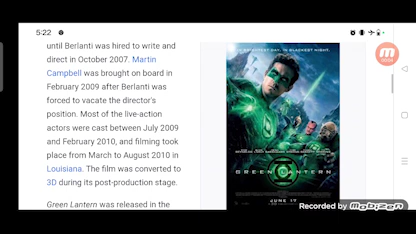 5:22
until Berlanti was hired to write and
direct in October 2007. Martin
Campbell was brought on board in
February 2009 after Berlanti was
forced to vacate the director's
position. Most of the live-action
actors were cast between July 2009
and February 2010, and filming took
place from March to August 2010 in
Louisiana. The film was converted to
3D during its post-production stage.
Green Lantern was released in the
IN BRIGHTEST DAY, IN BLACKEST NIGHT.
GREEN LANTERN
JUNE 17
Recorded by MOBIZEN